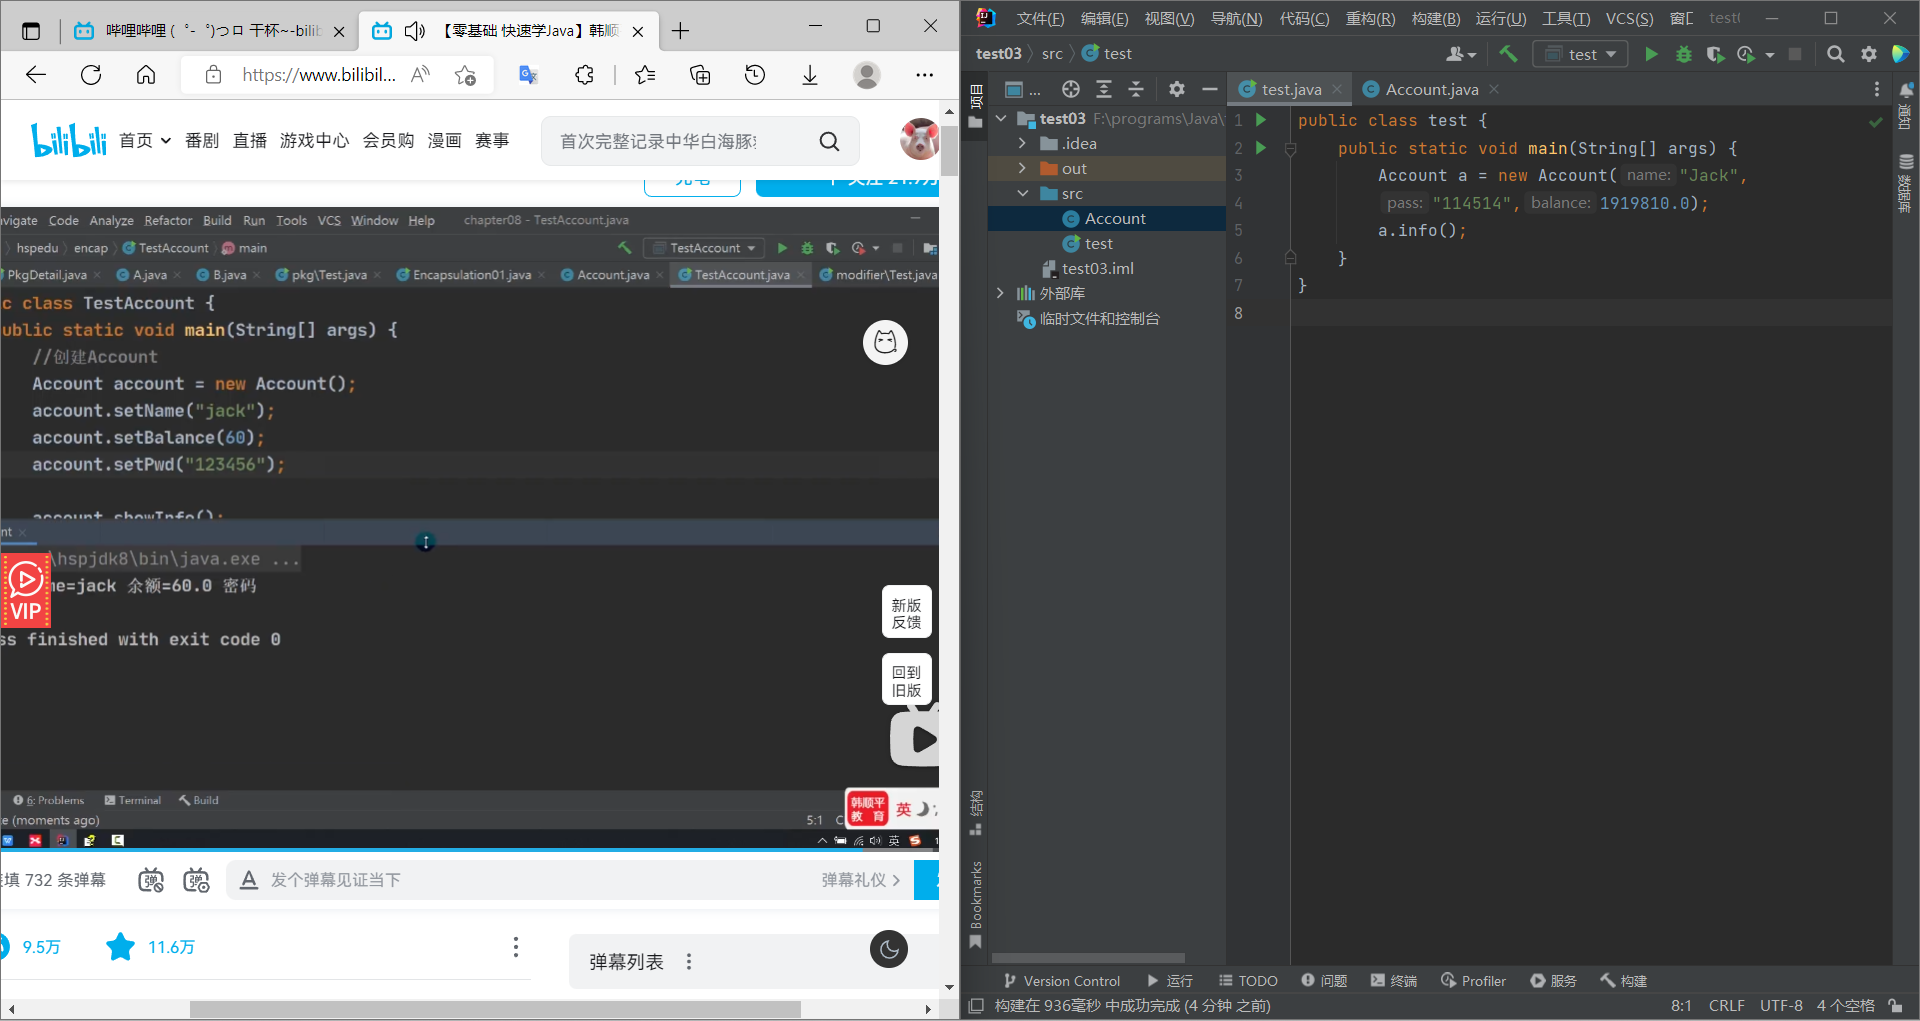 哔哩哔哩 (゜-゜)つロ 干杯~-bili
【零基础 快速学Java】韩顺
https://www.bilibil...
bilibili 首页 番剧 直播 游戏中心 会员购 漫画 赛事
首次完整记录中华白海豚
avigate Code Analyze Refactor Build Run Tools VCS Window Help chapter08 - TestAccount.java
hspedu encap TestAccount main
TestAccount
PkgDetail.java A.java B.java pkg\Test.java Encapsulation01.java Account.java TestAccount.java modifier\Test.java
c class TestAccount {
ublic static void main(String[] args) {
//创建Account
Account account = new Account();
account.setName("jack");
account.setBalance(60);
account.setPwd("123456");
account.showInfo();
nt
\hspjdk8\bin\java.exe ...
me=jack 余额=60.0 密码
VIP
ss finished with exit code 0
新版
反馈
回到
旧版
6: Problems Terminal Build
te (moments ago)
5:1
韩顺平
教 育
英
英
填 732 条弹幕
发个弹幕见证当下
弹幕礼仪 >
9.5万
11.6万
弹幕列表
文件(F) 编辑(E) 视图(V) 导航(N) 代码(C) 重构(R) 构建(B) 运行(U) 工具(T) VCS(S) 窗口
test03 src test
test
项目
...
test.java Account.java
test03 F:\programs\Java\
.idea
out
src
Account
test
test03.iml
外部库
临时文件和控制台
1 public class test {
2 public static void main(String[] args) {
3 Account a = new Account( name: "Jack",
4 pass: "114514", balance: 1919810.0);
5 a.info();
6 }
7 }
8
通知
数据库
结构
Bookmarks
Version Control 运行 TODO 问题 终端 Profiler 服务 构建
构建在 936毫秒 中成功完成 (4 分钟 之前)
8:1 CRLF UTF-8 4 个空格